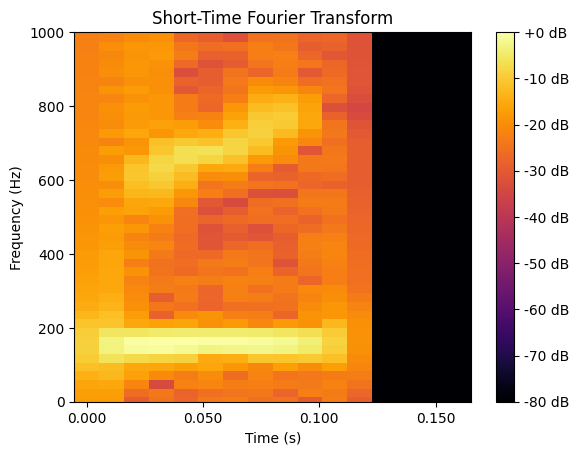 Short-Time Fourier Transform
1000
800
600
400
200
0
Frequency (Hz)
0.000
0.050
0.100
0.150
Time (s)
+0 dB
-10 dB
-20 dB
-30 dB
-40 dB
-50 dB
-60 dB
-70 dB
-80 dB